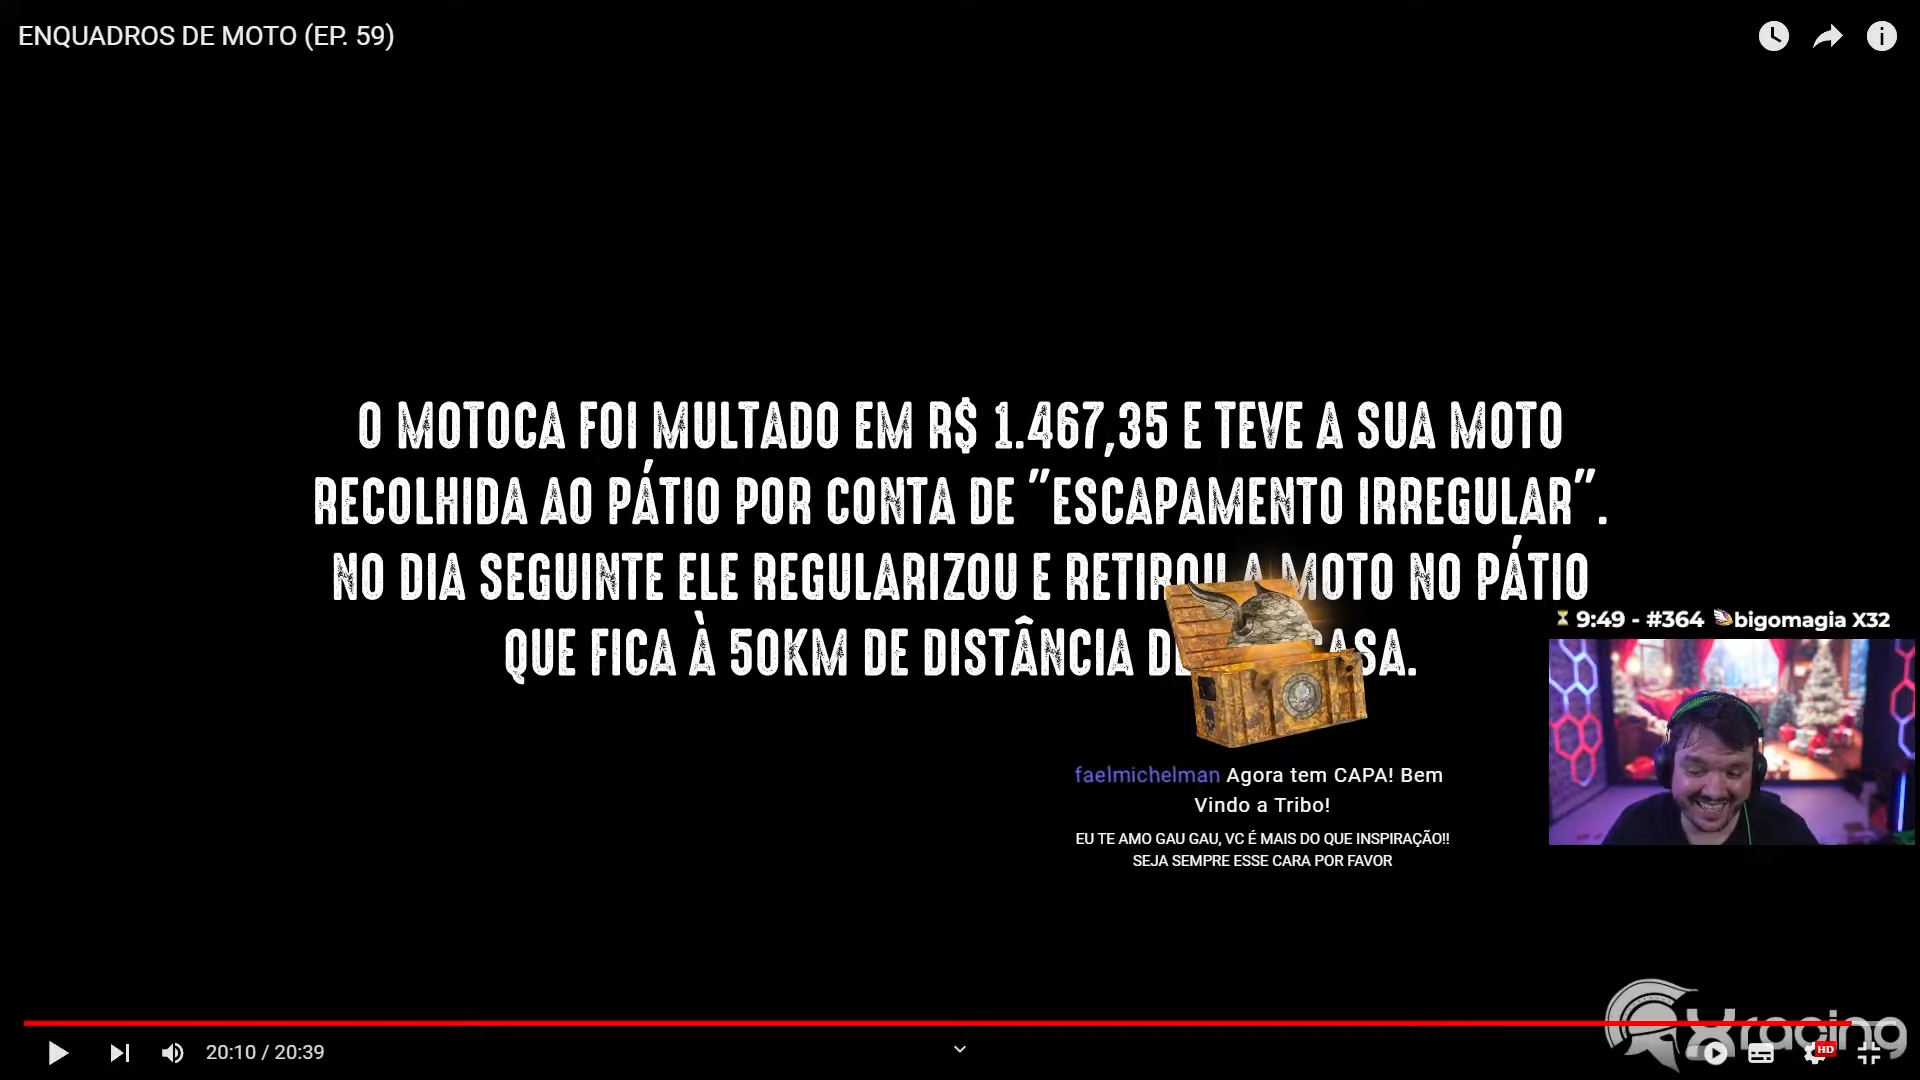 ENQUADROS DE MOTO (EP. 59)
O MOTOCA FOI MULTADO EM R$ 1.467,35 E TEVE A SUA MOTO
RECOLHIDA AO PÁTIO POR CONTA DE "ESCAPAMENTO IRREGULAR".
NO DIA SEGUINTE ELE REGULARIZOU E RETIROU A MOTO NO PÁTIO
QUE FICA À 50KM DE DISTÂNCIA
9:49 - #364 bigomagia X32
faelmichelman Agora tem CAPA! Bem
Vindo a Tribo!
EU TE AMO GAU GAU, VC É MAIS DO QUE INSPIRAÇÃO!!
SEJA SEMPRE ESSE CARA POR FAVOR
racing
20:10 / 20:39
HD